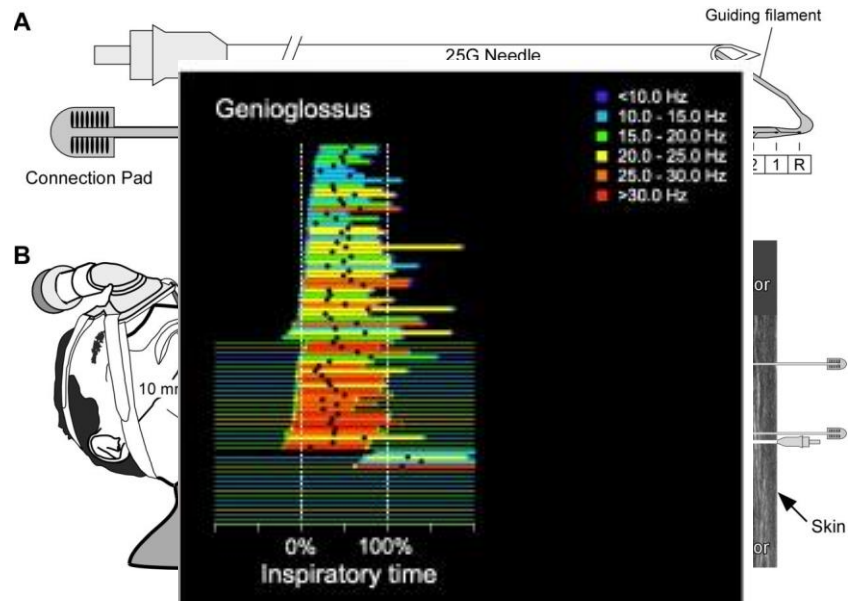 A
Guiding filament
25G Needle
Connection Pad
2 1 R
Genioglossus
<10.0 Hz
10.0 - 15.0 Hz
15.0 - 20.0 Hz
20.0 - 25.0 Hz
25.0 - 30.0 Hz
>30.0 Hz
B
10 m
or
Skin
or
0% 100%
Inspiratory time